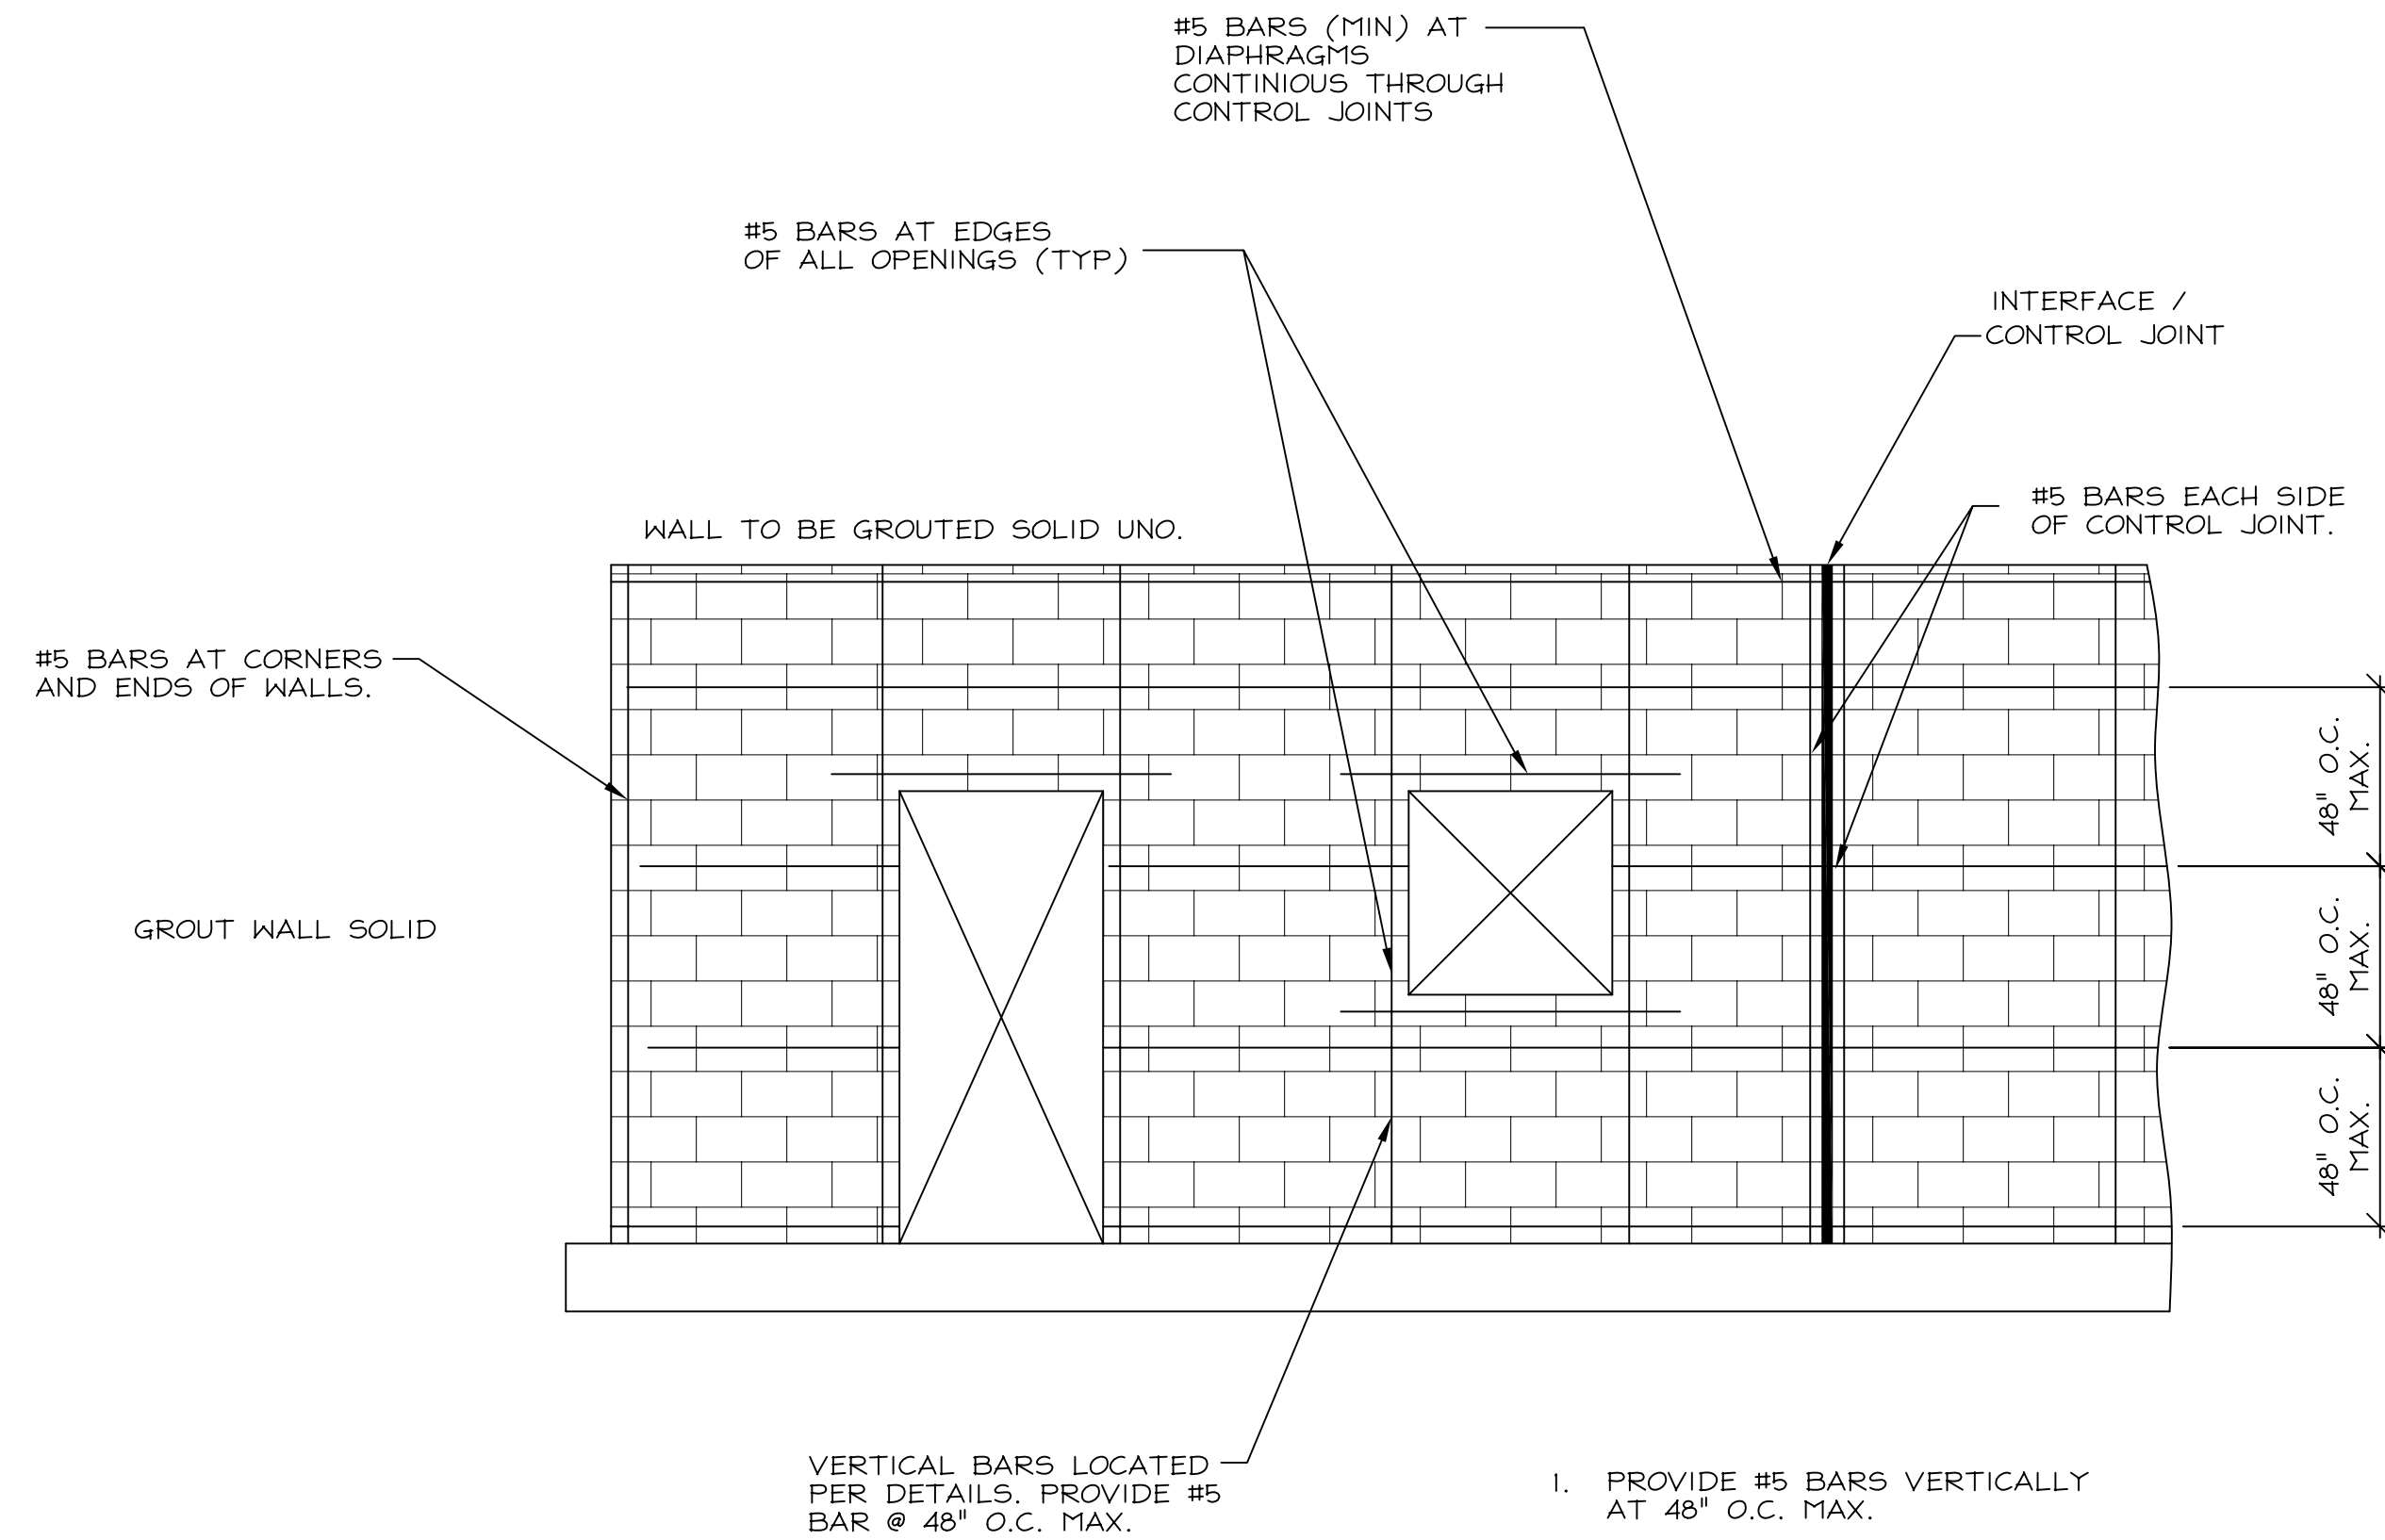 #5 BARS (MIN) AT
DIAPHRAGMS
CONTINIOUS THROUGH
CONTROL JOINTS
#5 BARS AT EDGES
OF ALL OPENINGS (TYP)
INTERFACE /
CONTROL JOINT
#5 BARS EACH SIDE
OF CONTROL JOINT.
WALL TO BE GROUTED SOLID UNO.
#5 BARS AT CORNERS
AND ENDS OF WALLS.
48" O.C.
MAX.
GROUT WALL SOLID
48" O.C.
MAX.
48" O.C.
MAX.
VERTICAL BARS LOCATED
PER DETAILS. PROVIDE #5
BAR @ 48" O.C. MAX.
1. PROVIDE #5 BARS VERTICALLY
AT 48" O.C. MAX.